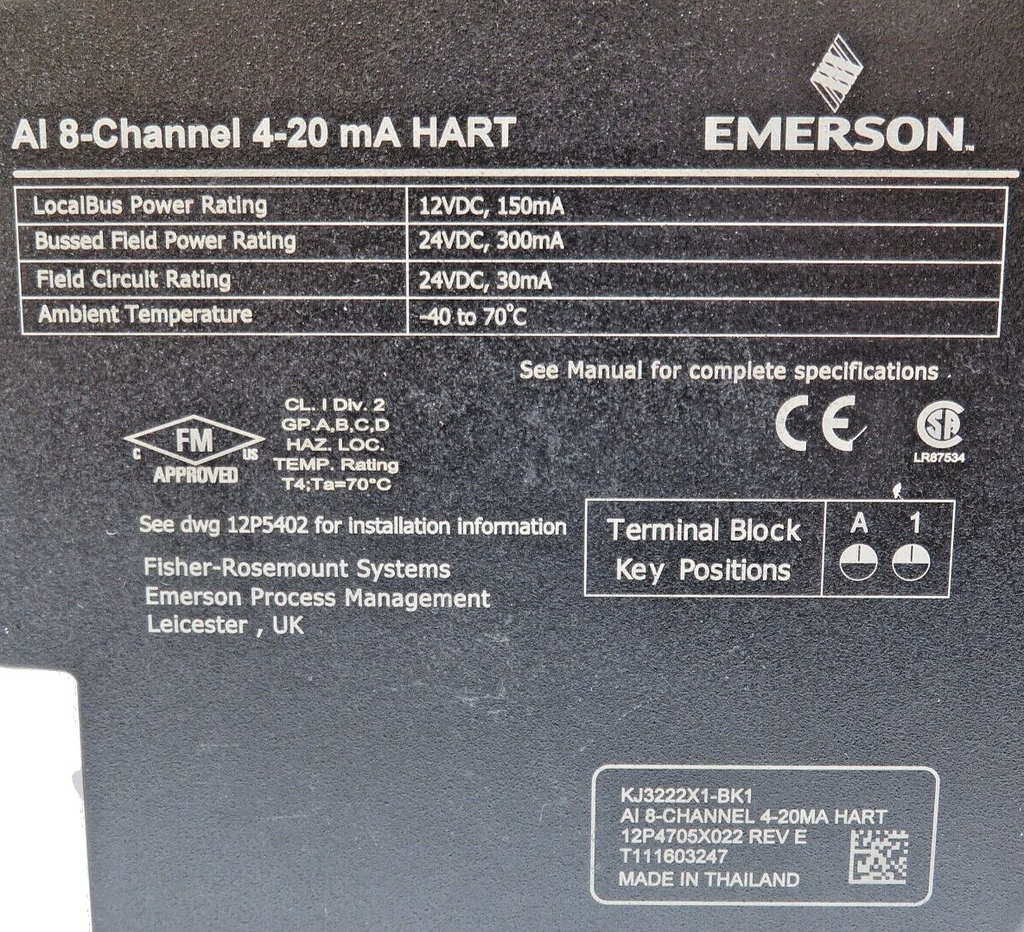 AI 8-Channel 4-20 mA HART
EMERSON™
LocalBus Power Rating 12VDC, 150mA
Bussed Field Power Rating 24VDC, 300mA
Field Circuit Rating 24VDC, 30mA
Ambient Temperature -40 to 70°C
See Manual for complete specifications .
C FM US
APPROVED
CL. I Div. 2
GP.A,B,C,D
HAZ. LOC.
TEMP. Rating
T4;Ta=70°C
CE
SA
LR87534
See dwg 12P5402 for installation information
Fisher-Rosemount Systems
Emerson Process Management
Leicester , UK
Terminal Block
Key Positions
A 1
KJ3222X1-BK1
AI 8-CHANNEL 4-20MA HART
12P4705X022 REV E
T111603247
MADE IN THAILAND